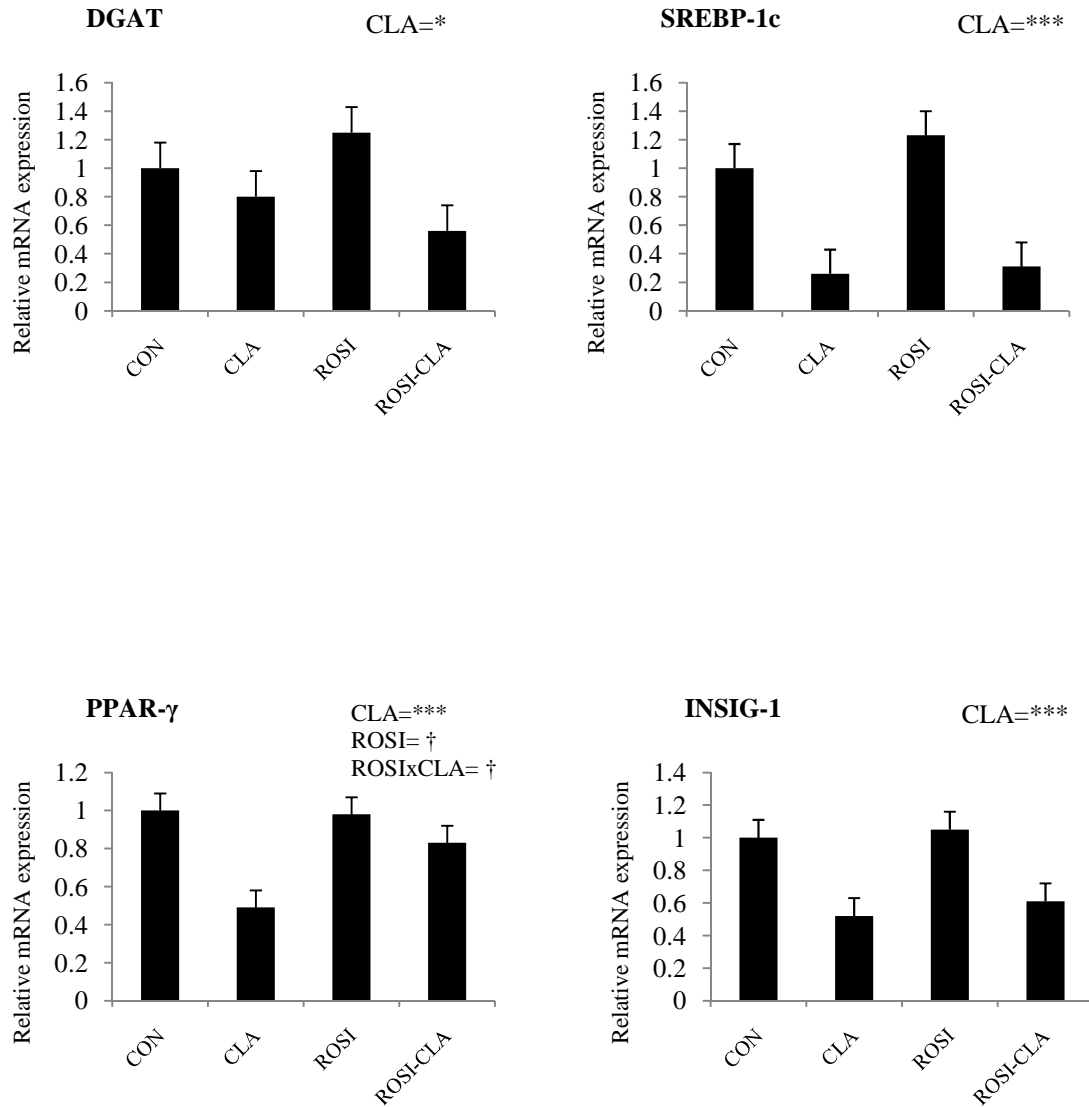 DGAT
CLA=*
Relative mRNA expression
1.6
1.4
1.2
1
0.8
0.6
0.4
0.2
0
CON
CLA
ROSI
ROSI-CLA
SREBP-1c
CLA=***
Relative mRNA expression
1.6
1.4
1.2
1
0.8
0.6
0.4
0.2
0
CON
CLA
ROSI
ROSI-CLA
PPAR-γ
CLA=***
ROSI= †
ROSIxCLA= †
Relative mRNA expression
1.2
1
0.8
0.6
0.4
0.2
0
CON
CLA
ROSI
ROSI-CLA
INSIG-1
CLA=***
Relative mRNA expression
1.4
1.2
1
0.8
0.6
0.4
0.2
0
CON
CLA
ROSI
ROSI-CLA